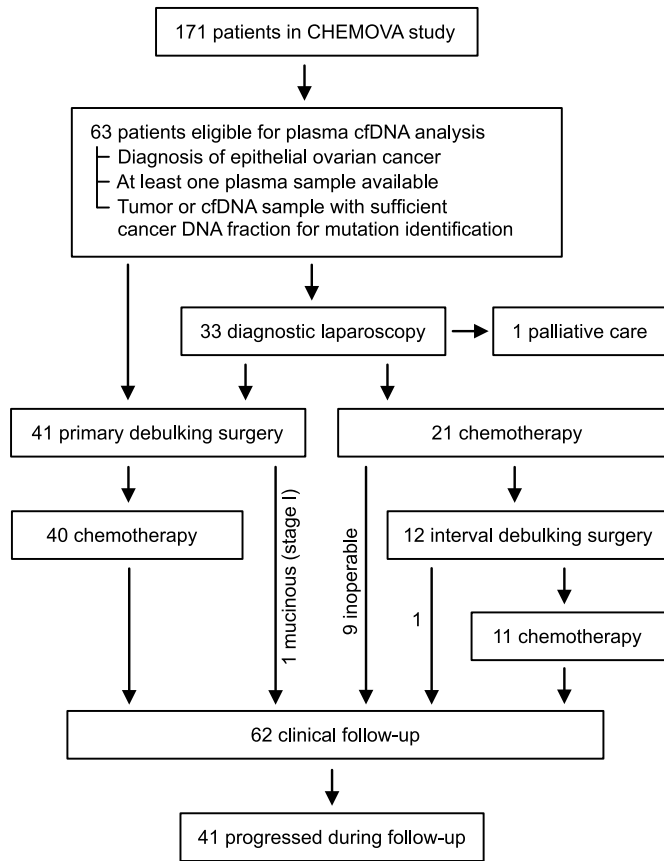 171 patients in CHEMOVA study
63 patients eligible for plasma cfDNA analysis
Diagnosis of epithelial ovarian cancer
At least one plasma sample available
Tumor or cfDNA sample with sufficient
cancer DNA fraction for mutation identification
33 diagnostic laparoscopy
1 palliative care
41 primary debulking surgery
21 chemotherapy
40 chemotherapy
1 mucinous (stage I)
9 inoperable
12 interval debulking surgery
1
11 chemotherapy
62 clinical follow-up
41 progressed during follow-up